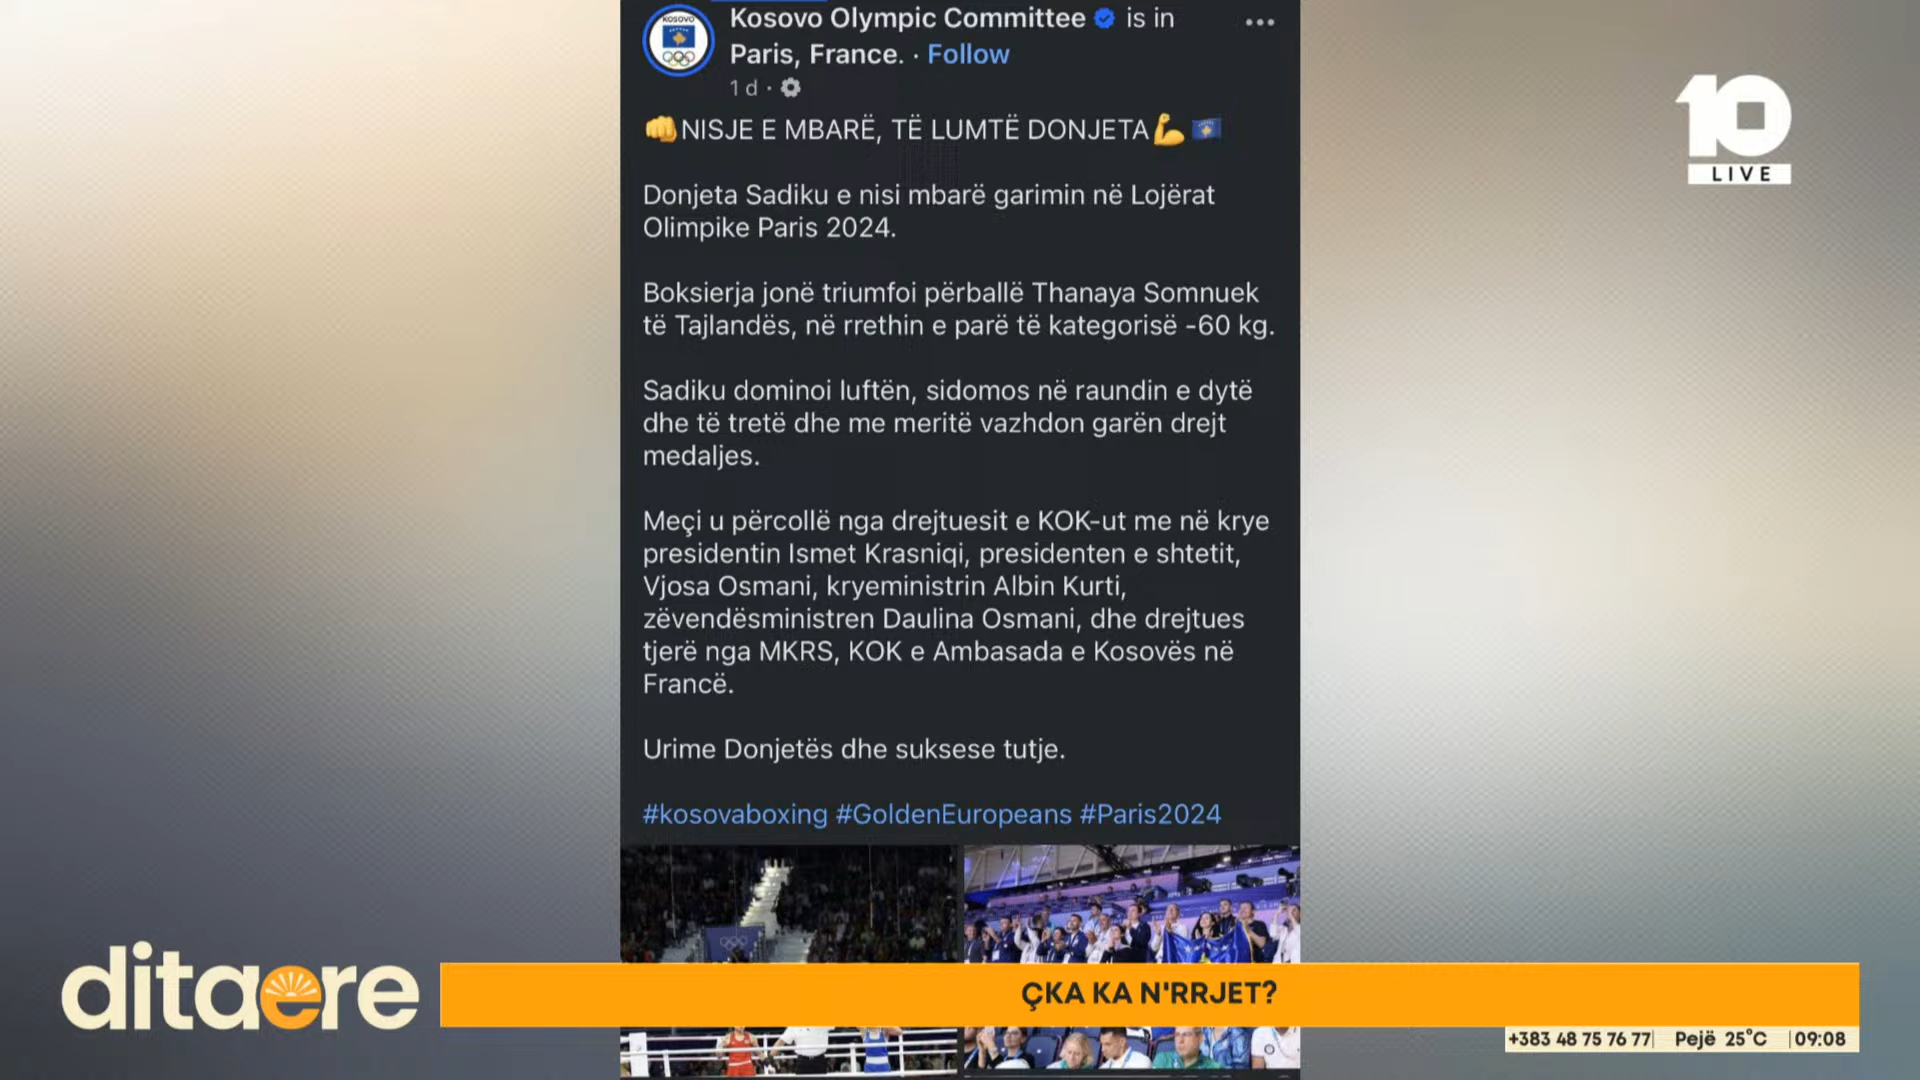 KOSOVO
Kosovo Olympic Committee is in
Paris, France. · Follow
1 d ·
👊NISJE E MBARË, TË LUMTË DONJETA💪🇽🇰
Donjeta Sadiku e nisi mbarë garimin në Lojërat
Olimpike Paris 2024.
Boksierja jonë triumfoi përballë Thanaya Somnuek
të Tajlandës, në rrethin e parë të kategorisë -60 kg.
Sadiku dominoi luftën, sidomos në raundin e dytë
dhe të tretë dhe me meritë vazhdon garën drejt
medaljes.
Meçi u përcollë nga drejtuesit e KOK-ut me në krye
presidentin Ismet Krasniqi, presidenten e shtetit,
Vjosa Osmani, kryeministrin Albin Kurti,
zëvendësministren Daulina Osmani, dhe drejtues
tjerë nga MKRS, KOK e Ambasada e Kosovës në
Francë.
Urime Donjetës dhe suksese tutje.
#kosovaboxing #GoldenEuropeans #Paris2024
10
LIVE
ditaere
ÇKA KA N'RRJET?
+383 48 75 76 77 Pejë 25°C 09:08